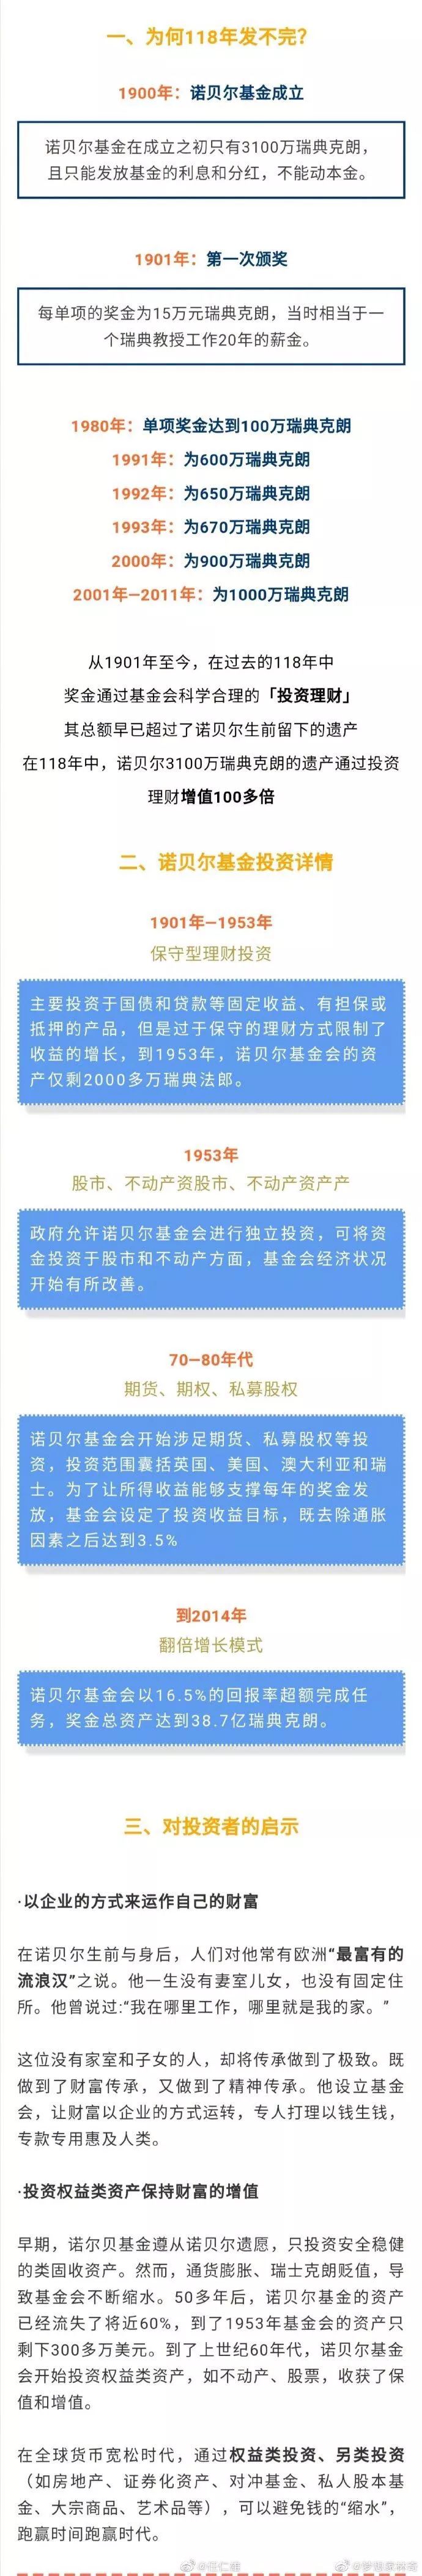 一、为何118年发不完?
1900年：诺贝尔基金成立
诺贝尔基金在成立之初只有3100万瑞典克朗，
且只能发放基金的利息和分红，不能动本金。
1901年：第一次颁奖
每单项的奖金为15万元瑞典克朗，当时相当于一
个瑞典教授工作20年的薪金。
1980年：单项奖金达到100万瑞典克朗
1991年：为600万瑞典克朗
1992年：为650万瑞典克朗
1993年：为670万瑞典克朗
2000年：为900万瑞典克朗
2001年—2011年：为1000万瑞典克朗
从1901年至今，在过去的118年中
奖金通过基金会科学合理的「投资理财」
其总额早已超过了诺贝尔生前留下的遗产
在118年中，诺贝尔3100万瑞典克朗的遗产通过投资
理财增值100多倍
二、诺贝尔基金投资详情
1901年—1953年
保守型理财投资
主要投资于国债和贷款等固定收益、有担保或
抵押的产品，但是过于保守的理财方式限制了
收益的增长，到1953年，诺贝尔基金会的资
产仅剩2000多万瑞典法郎。
1953年
股市、不动产资股市、不动产资产产
政府允许诺贝尔基金会进行独立投资，可将资
金投资于股市和不动产方面，基金会经济状况
开始有所改善。
70—80年代
期货、期权、私募股权
诺贝尔基金会开始涉足期货、私募股权等投
资，投资范围囊括英国、美国、澳大利亚和瑞
士。为了让所得收益能够支撑每年的奖金发
放，基金会设定了投资收益目标，既去除通胀
因素之后达到3.5%
到2014年
翻倍增长模式
诺贝尔基金会以16.5%的回报率超额完成任
务，奖金总资产达到38.7亿瑞典克朗。
三、对投资者的启示
·以企业的方式来运作自己的财富
在诺贝尔生前与身后，人们对他常有欧洲“最富有的
流浪汉”之说。他一生没有妻室儿女，也没有固定住
所。他曾说过:“我在哪里工作，哪里就是我的家。”
这位没有家室和子女的人，却将传承做到了极致。既
做到了财富传承，又做到了精神传承。他设立基金
会，让财富以企业的方式运转，专人打理以钱生钱，
专款专用惠及人类。
·投资权益类资产保持财富的增值
早期，诺尔贝基金遵从诺贝尔遗愿，只投资安全稳健
的类固收资产。然而，通货膨胀、瑞士克朗贬值，导
致基金会不断缩水。50多年后，诺贝尔基金的资产
已经流失了将近60%，到了1953年基金会的资产只
剩下300多万美元。到了上世纪60年代，诺贝尔基金
会开始投资权益类资产，如不动产、股票，收获了保
值和增值。
在全球货币宽松时代，通过权益类投资、另类投资
（如房地产、证券化资产、对冲基金、私人股本基
金、大宗商品、艺术品等），可以避免钱的“缩水”，
跑赢时间跑赢时代。